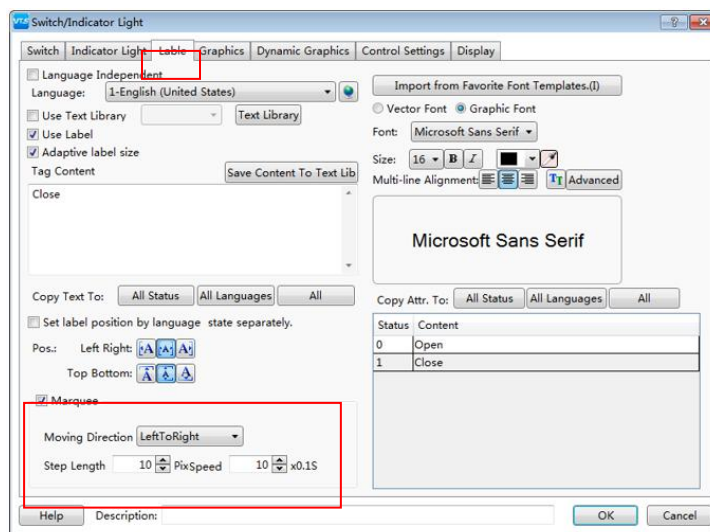 VTS Switch/Indicator Light
Switch Indicator Light Lable Graphics Dynamic Graphics Control Settings Display
Language Independent
Language: 1-English (United States)
Use Text Library Text Library
Use Label
Adaptive label size
Tag Content Save Content To Text Lib
Close
Copy Text To: All Status All Languages All
Set label position by language state separately.
Pos.: Left Right: A A A
Top Bottom: A A A
Marquee
Moving Direction LeftToRight
Step Length 10 Pix Speed 10 x0.1S
Import from Favorite Font Templates.(I)
Vector Font Graphic Font
Font: Microsoft Sans Serif
Size: 16 B I
Multi-line Alignment: TI Advanced
Microsoft Sans Serif
Copy Attr. To: All Status All Languages All
Status Content
0 Open
1 Close
Help Description: OK Cancel